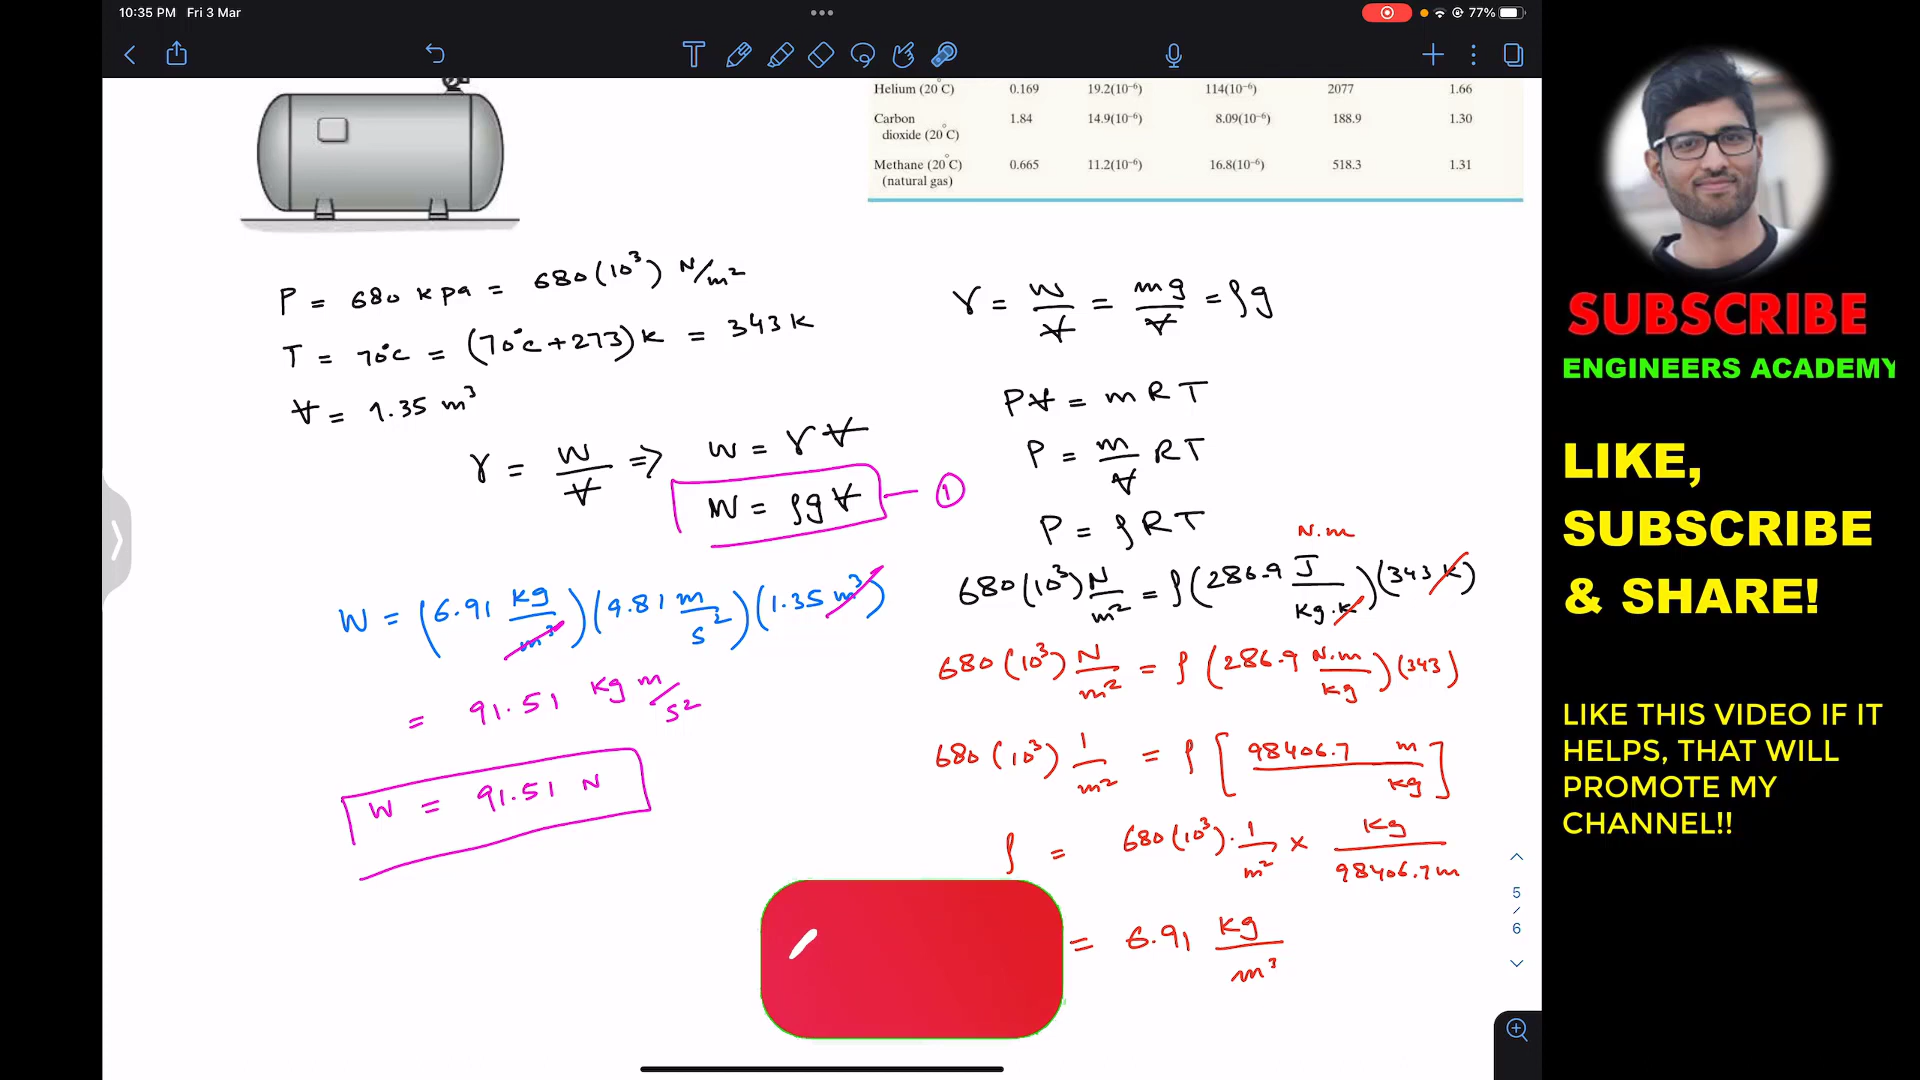 10:35 PM Fri 3 Mar
77%
Helium (20°C) 0.169 19.2(10⁻⁶) 114(10⁻⁶) 2077 1.66
Carbon dioxide (20°C) 1.84 14.9(10⁻⁶) 8.09(10⁻⁶) 188.9 1.30
Methane (20°C) (natural gas) 0.665 11.2(10⁻⁶) 16.8(10⁻⁶) 518.3 1.31
P = 680 kpa = 680(10³) N/m²
T = 70°c = (70°c+273)K = 343K
V = 1.35 m³
γ = W/V => W = γV
W = ρgV — ①
W = (6.91 kg/m³)(9.81 m/s²)(1.35 m³)
= 91.51 kg m/s²
W = 91.51 N
γ = W/V = mg/V = ρg
PV = mRT
P = m/V RT
P = ρRT
N.m
680(10³) N/m² = ρ(286.9 J/kg.K)(343 K)
680(10³) N/m² = ρ(286.9 N.m/kg)(343)
680(10³) 1/m² = ρ[98406.7 m/kg]
ρ = 680(10³).1/m² × kg/98406.7m
= 6.91 kg/m³
5/6
SUBSCRIBE
ENGINEERS ACADEMY
LIKE,
SUBSCRIBE
& SHARE!
LIKE THIS VIDEO IF IT
HELPS, THAT WILL
PROMOTE MY
CHANNEL!!